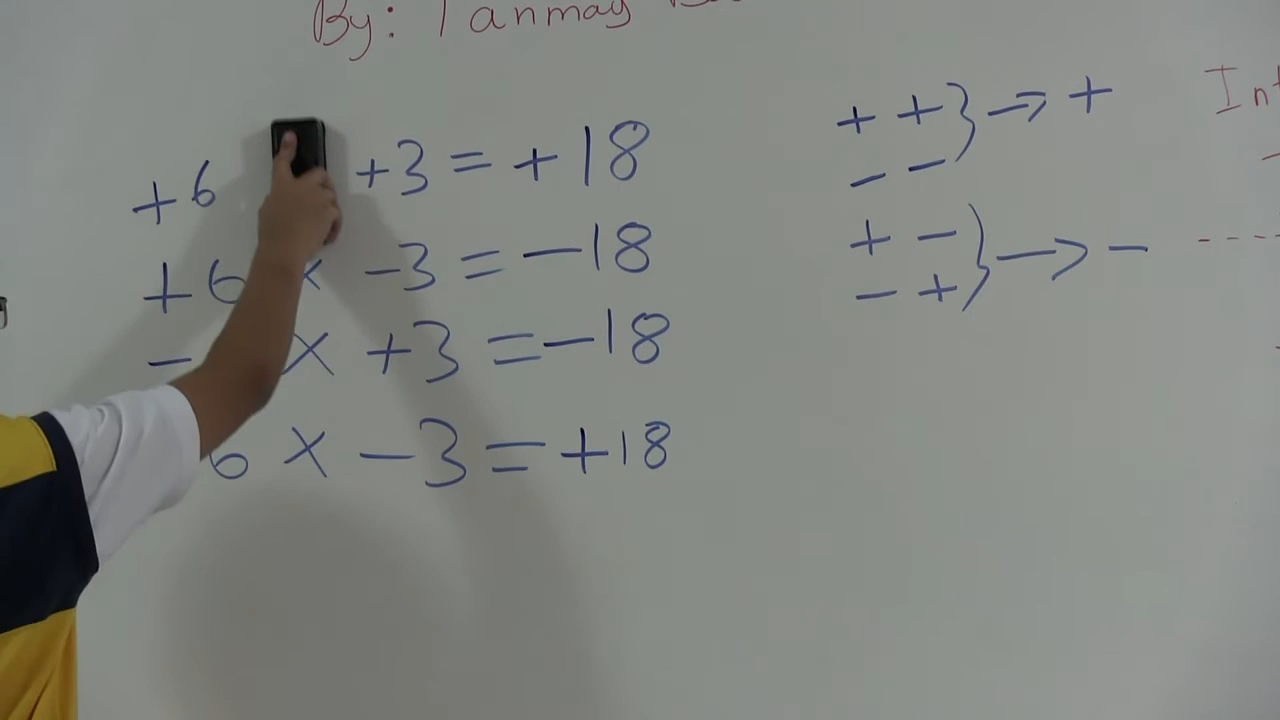 By: Tanmay
+6 +3 = +18
+6 × -3 = -18
- × +3 = -18
6 × -3 = +18
+ + } → +
- -
+ - } → -
- +